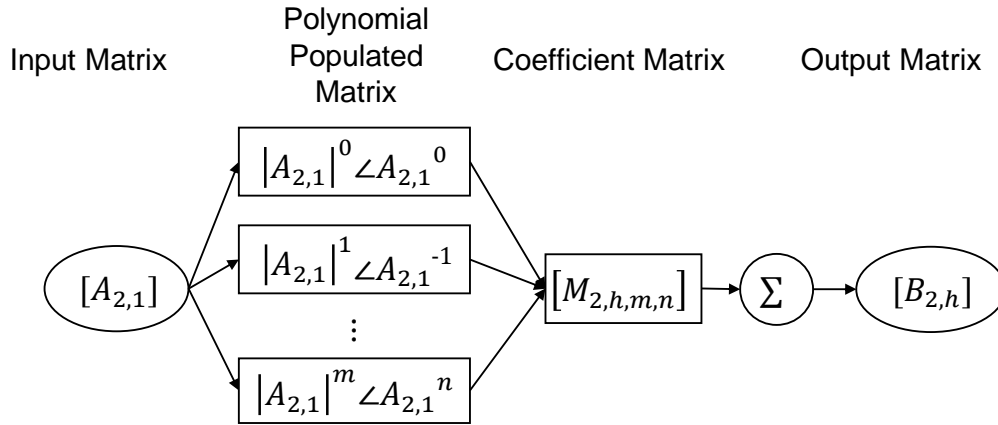 Input Matrix
Polynomial
Populated
Matrix
Coefficient Matrix
Output Matrix
|A₂,₁|⁰∠A₂,₁⁰
|A₂,₁|¹∠A₂,₁⁻¹
⋮
|A₂,₁|ᵐ∠A₂,₁ⁿ
[A₂,₁]
[M₂,ₕ,ₘ,ₙ]
Σ
[B₂,ₕ]